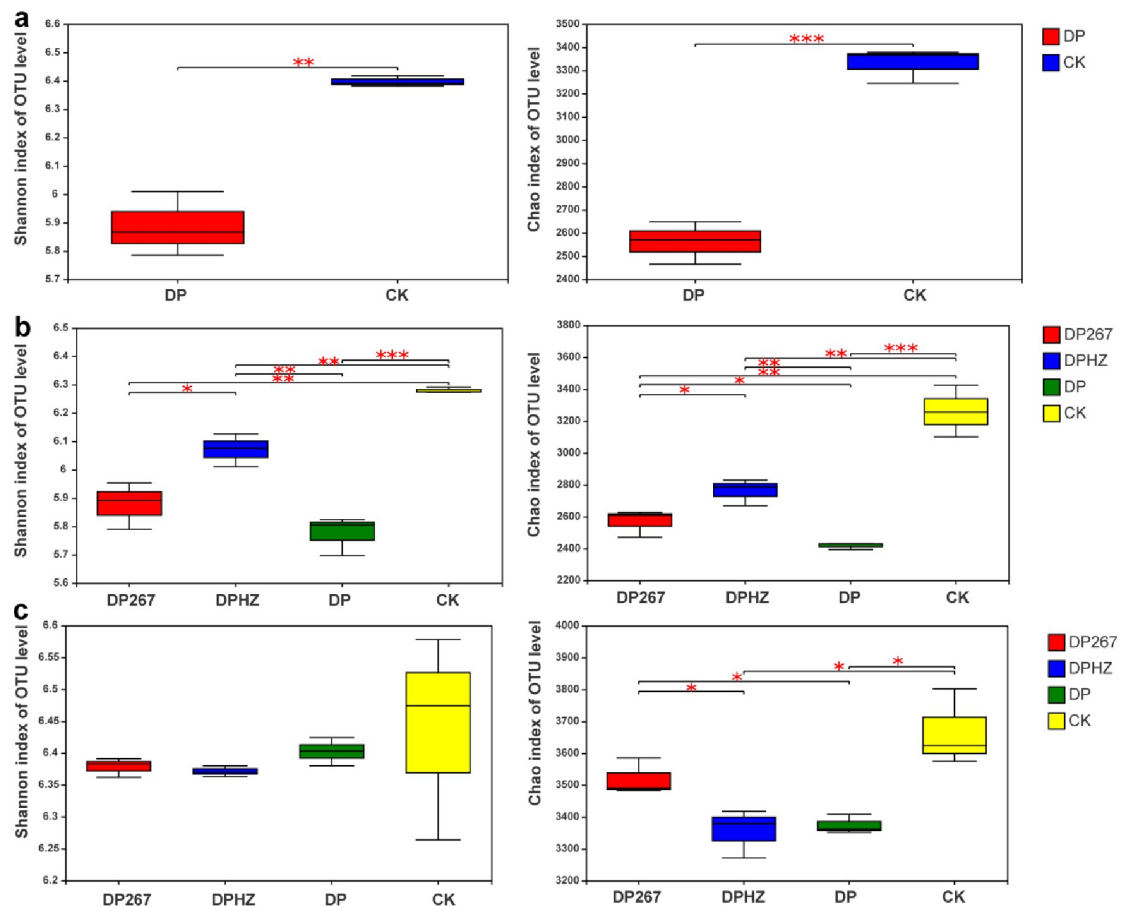 a
Shannon index of OTU level
6.6
6.5
6.4
6.3
6.2
6.1
6
5.9
5.8
5.7
**
DP
CK
Chao index of OTU level
3500
3400
3300
3200
3100
3000
2900
2800
2700
2600
2500
2400
***
DP
CK
DP
CK
b
Shannon index of OTU level
6.5
6.4
6.3
6.2
6.1
6
5.9
5.8
5.7
5.6
***
**
**
**
*
DP267
DPHZ
DP
CK
Chao index of OTU level
3800
3600
3400
3200
3000
2800
2600
2400
2200
***
**
**
**
*
*
DP267
DPHZ
DP
CK
DP267
DPHZ
DP
CK
c
Shannon index of OTU level
6.6
6.55
6.5
6.45
6.4
6.35
6.3
6.25
6.2
DP267
DPHZ
DP
CK
Chao index of OTU level
4000
3900
3800
3700
3600
3500
3400
3300
3200
*
*
*
*
DP267
DPHZ
DP
CK
DP267
DPHZ
DP
CK